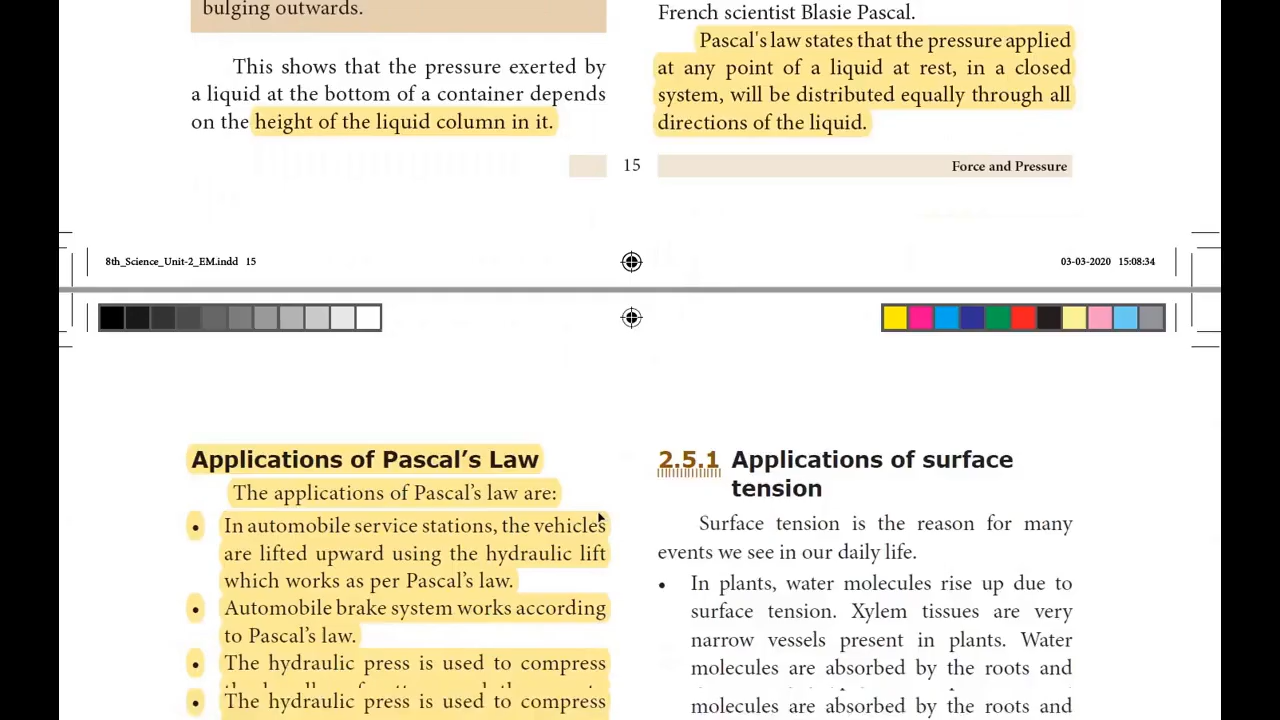 bulging outwards.
This shows that the pressure exerted by
a liquid at the bottom of a container depends
on the height of the liquid column in it.
French scientist Blasie Pascal.
Pascal's law states that the pressure applied
at any point of a liquid at rest, in a closed
system, will be distributed equally through all
directions of the liquid.
15
Force and Pressure
8th_Science_Unit-2_EM.indd 15
03-03-2020 15:08:34
Applications of Pascal's Law
The applications of Pascal's law are:
• In automobile service stations, the vehicles
are lifted upward using the hydraulic lift
which works as per Pascal's law.
• Automobile brake system works according
to Pascal's law.
• The hydraulic press is used to compress
• The hydraulic press is used to compress
2.5.1 Applications of surface
tension
Surface tension is the reason for many
events we see in our daily life.
• In plants, water molecules rise up due to
surface tension. Xylem tissues are very
narrow vessels present in plants. Water
molecules are absorbed by the roots and
molecules are absorbed by the roots and